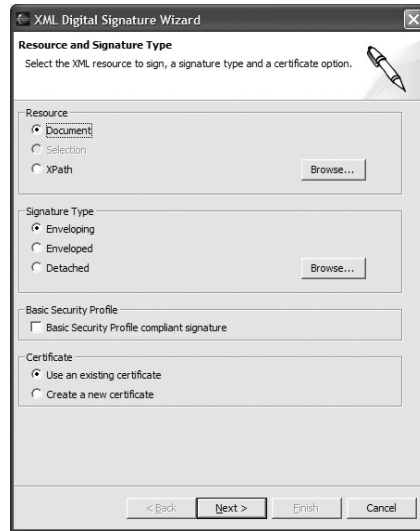 XML Digital Signature Wizard
Resource and Signature Type
Select the XML resource to sign, a signature type and a certificate option.
Resource
Document
Selection
XPath
Browse...
Signature Type
Enveloping
Enveloped
Detached
Browse...
Basic Security Profile
Basic Security Profile compliant signature
Certificate
Use an existing certificate
Create a new certificate
< Back
Next >
Finish
Cancel